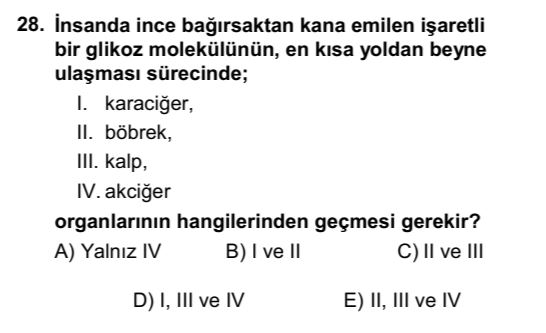 28. İnsanda ince bağırsaktan kana emilen işaretli
bir glikoz molekülünün, en kısa yoldan beyne
ulaşması sürecinde;
I. karaciğer,
II. böbrek,
III. kalp,
IV. akciğer
organlarının hangilerinden geçmesi gerekir?
A) Yalnız IV B) I ve II C) II ve III
D) I, III ve IV E) II, III ve IV